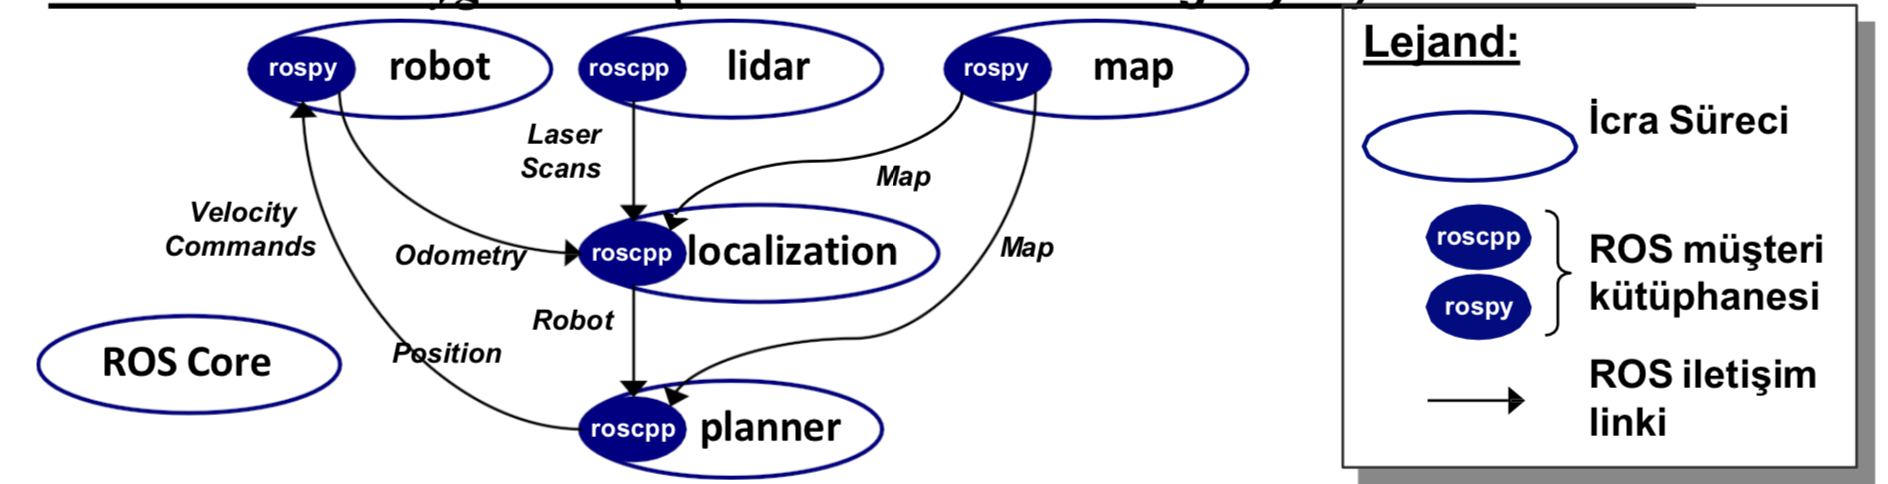 rospy robot
roscpp lidar
rospy map
Laser
Scans
Map
Velocity
Commands
Odometry
roscpp localization
Map
Robot
Position
ROS Core
roscpp planner
Lejand:
İcra Süreci
roscpp
rospy
ROS müşteri
kütüphanesi
ROS iletişim
linki